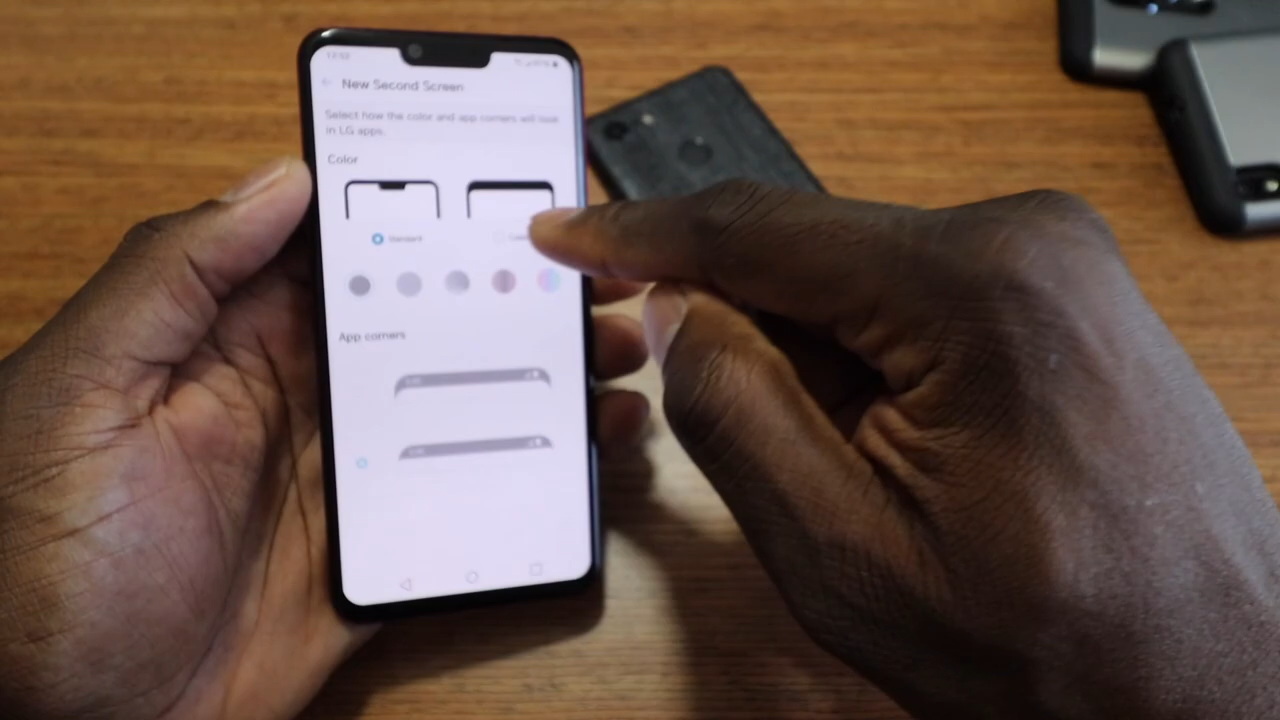 New Second Screen
Select how the color and app corners will look
in LG apps.
Color
Standard
App corners